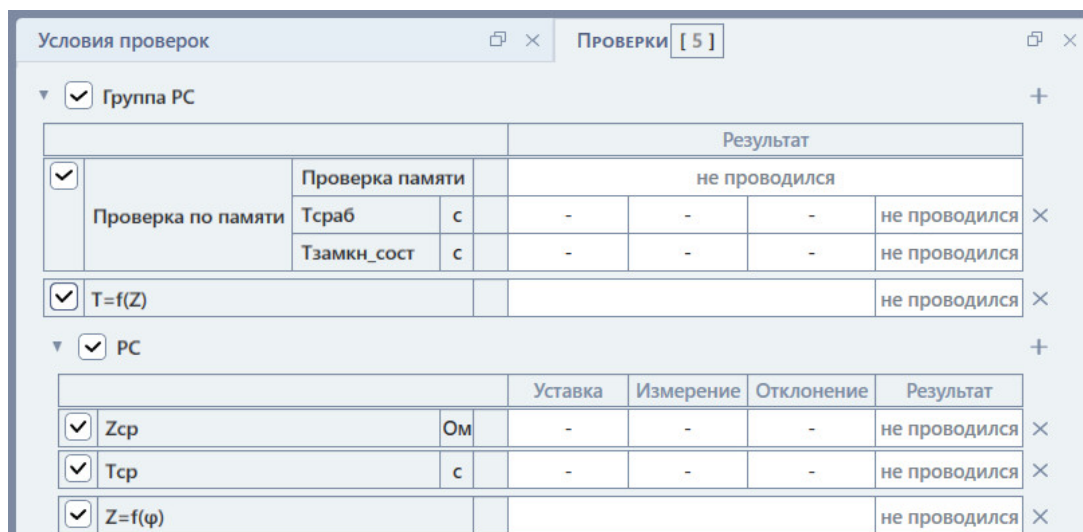 Условия проверок
Проверки [ 5 ]
Группа РС
Результат
Проверка по памяти
Проверка памяти не проводился
Тсраб с - - - не проводился
Тзамкн_сост с - - - не проводился
T=f(Z) не проводился
РС
Уставка Измерение Отклонение Результат
Zср Ом - - - не проводился
Тср с - - - не проводился
Z=f(φ) не проводился